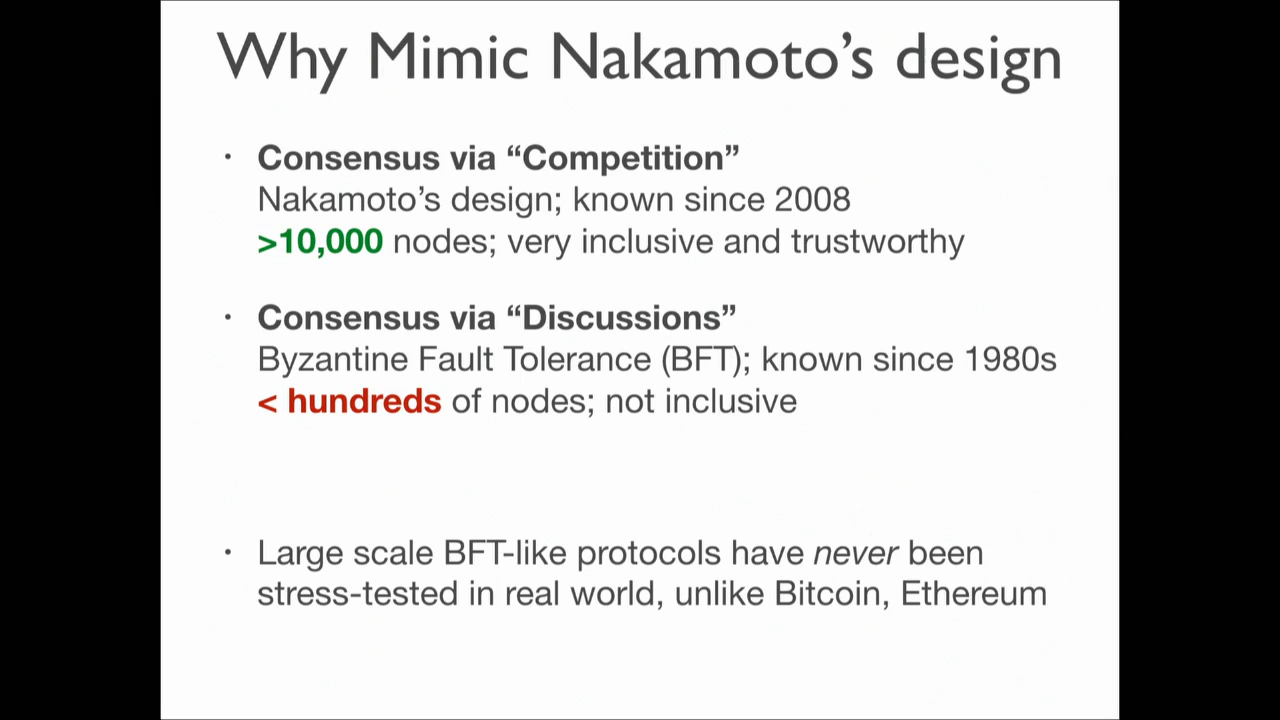 Why Mimic Nakamoto’s design
• Consensus via “Competition”
Nakamoto’s design; known since 2008
>10,000 nodes; very inclusive and trustworthy
• Consensus via “Discussions”
Byzantine Fault Tolerance (BFT); known since 1980s
< hundreds of nodes; not inclusive
• Large scale BFT-like protocols have never been
stress-tested in real world, unlike Bitcoin, Ethereum